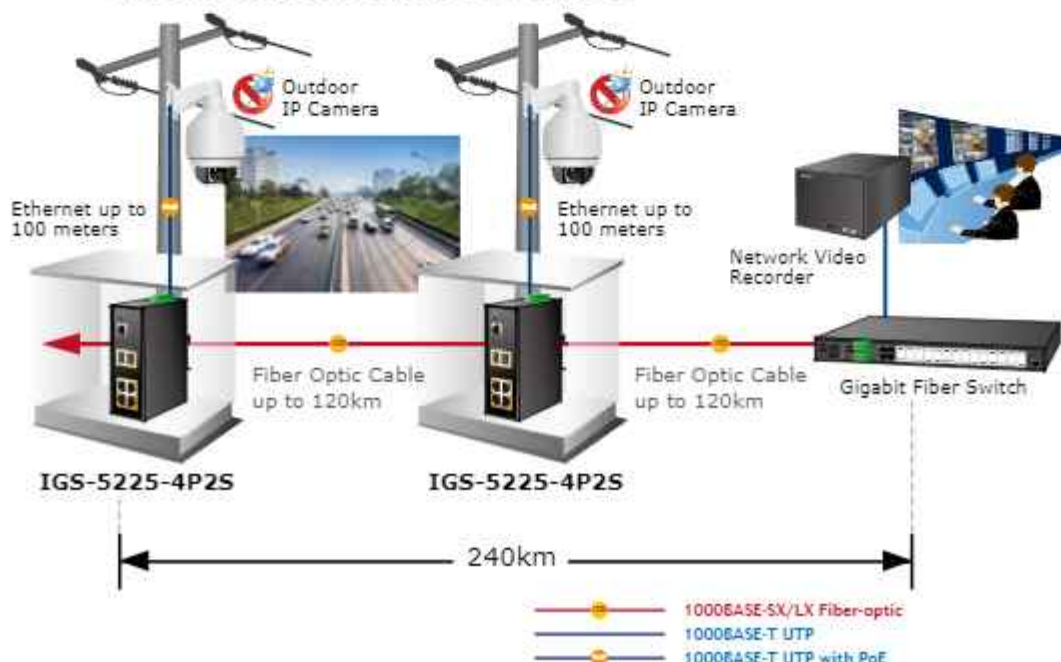 Outdoor
IP Camera
Outdoor
IP Camera
Ethernet up to
100 meters
Ethernet up to
100 meters
Network Video
Recorder
Fiber Optic Cable
up to 120km
Fiber Optic Cable
up to 120km
Gigabit Fiber Switch
IGS-5225-4P2S
IGS-5225-4P2S
240km
1000BASE-SX/LX Fiber-optic
1000BASE-T UTP
1000BASE-T UTP with PoE